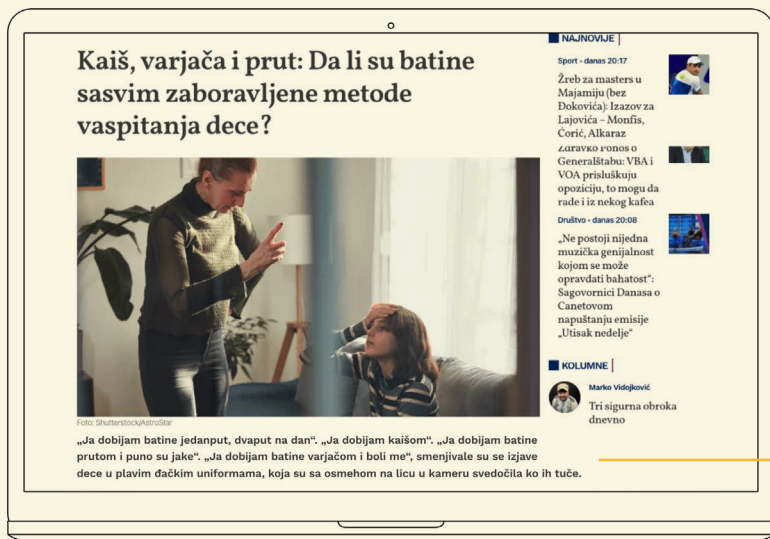 Kaiš, varjača i prut: Da li su batine
sasvim zaboravljene metode
vaspitanja dece?
Foto: Shutterstock/AstroStar
„Ja dobijam batine jedanput, dvaput na dan“. „Ja dobijam kaišom“. „Ja dobijam batine
prutom i puno su jake“. „Ja dobijam batine varjačom i boli me“, smenjivale su se izjave
dece u plavim đačkim uniformama, koja su sa osmehom na licu u kameru svedočila ko ih tuče.
NAJNOVIJE
Sport - danas 20:17
Žreb za masters u
Majamiju (bez
Đokovića): Izazov za
Lajovića – Monfis,
Ćorić, Alkaraz
Zdravko Ponoš o
Generalštabu: VBA i
VOA prisluškuju
opoziciju, to mogu da
rade i iz nekog kafea
Društvo - danas 20:08
„Ne postoji nijedna
muzička genijalnost
kojom se može
opravdati bahatost“:
Sagovornici Danasa o
Canetovom
napuštanju emisije
„Utisak nedelje“
KOLUMNE
Marko Vidojković
Tri sigurna obroka
dnevno